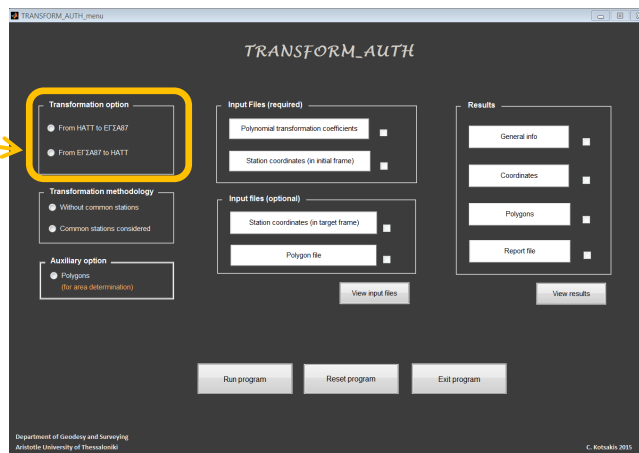 TRANSFORM_AUTH_menu
TRANSFORM_AUTH
Transformation option
From HATT to ΕΓΣΑ87
From ΕΓΣΑ87 to HATT
Transformation methodology
Without common stations
Common stations considered
Auxiliary option
Polygons
(for area determination)
Input Files (required)
Polynomial transformation coefficients
Station coordinates (in initial frame)
Input files (optional)
Station coordinates (in target frame)
Polygon file
View input files
Results
General info
Coordinates
Polygons
Report file
View results
Run program
Reset program
Exit program
Department of Geodesy and Surveying
Aristotle University of Thessaloniki
C. Kotsakis 2015